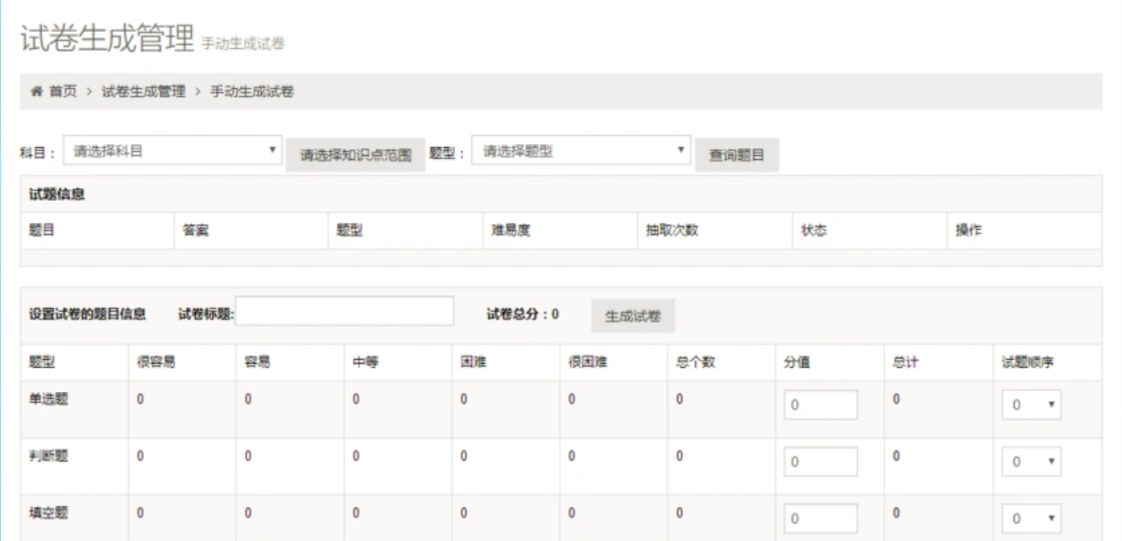 试卷生成管理 手动生成试卷
首页 > 试卷生成管理 > 手动生成试卷
科目： 请选择科目 请选择知识点范围 题型： 请选择题型 查询题目
试题信息
题目 答案 题型 难易度 抽取次数 状态 操作
设置试卷的题目信息 试卷标题: 试卷总分：0 生成试卷
题型 很容易 容易 中等 困难 很困难 总个数 分值 总计 试题顺序
单选题 0 0 0 0 0 0 0 0 0
判断题 0 0 0 0 0 0 0 0 0
填空题 0 0 0 0 0 0 0 0 0